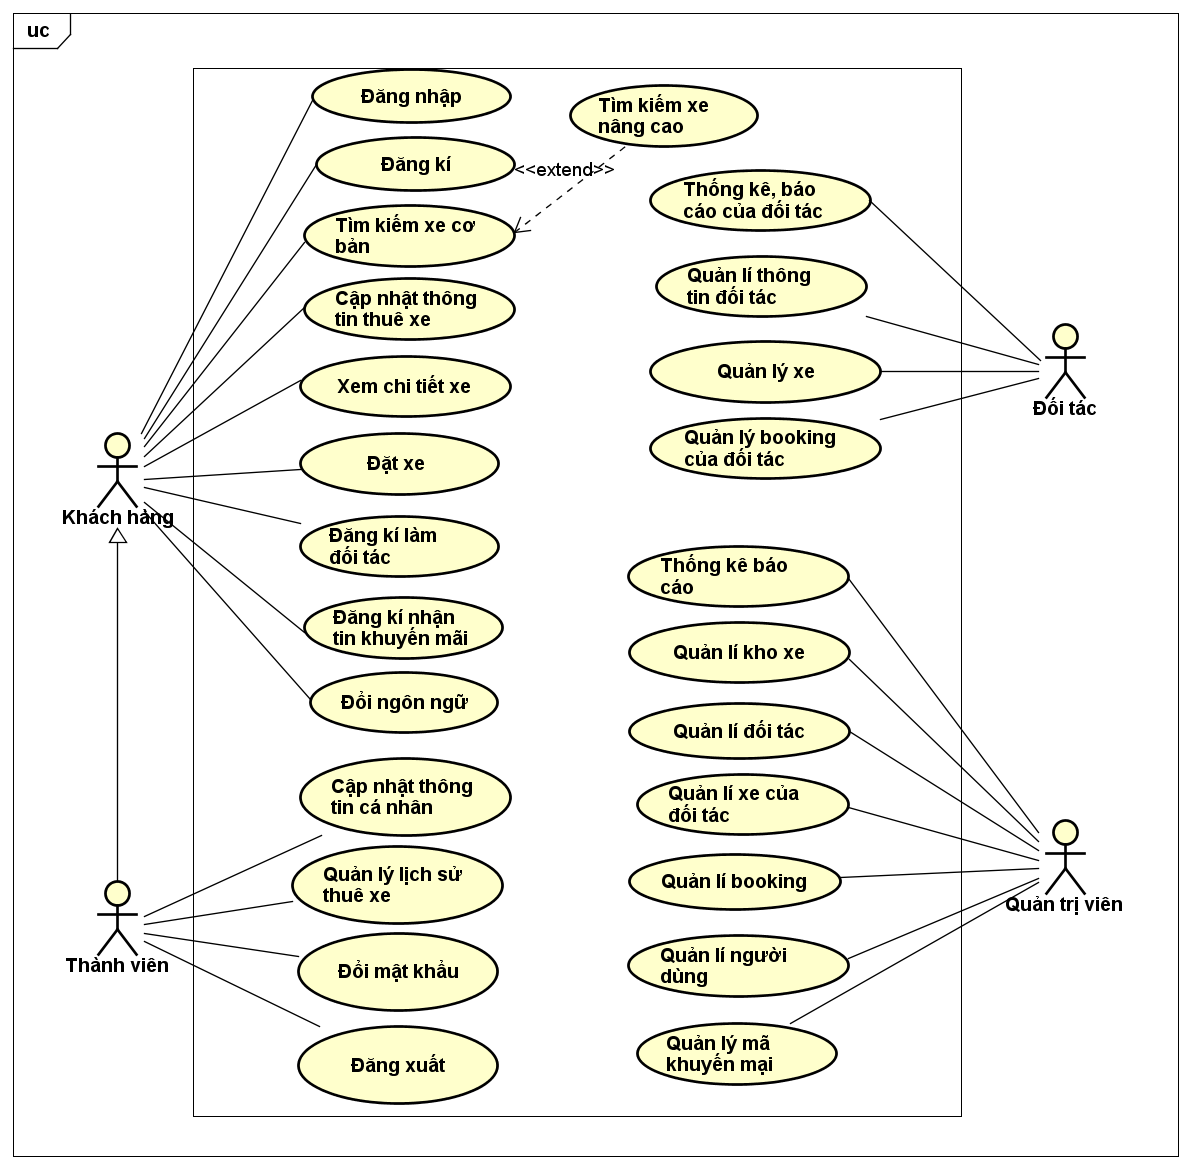 uc
Đăng nhập
Tìm kiếm xe
nâng cao
Đăng kí
<<extend>>
Thống kê, báo
cáo của đối tác
Tìm kiếm xe cơ
bản
Cập nhật thông
tin thuê xe
Quản lí thông
tin đối tác
Xem chi tiết xe
Quản lý xe
Đối tác
Đặt xe
Quản lý booking
của đối tác
Khách hàng
Đăng kí làm
đối tác
Thống kê báo
cáo
Đăng kí nhận
tin khuyến mãi
Quản lí kho xe
Đổi ngôn ngữ
Quản lí đối tác
Cập nhật thông
tin cá nhân
Quản lí xe của
đối tác
Quản lý lịch sử
thuê xe
Quản lí booking
Quản trị viên
Thành viên
Đổi mật khẩu
Quản lí người
dùng
Đăng xuất
Quản lý mã
khuyến mại